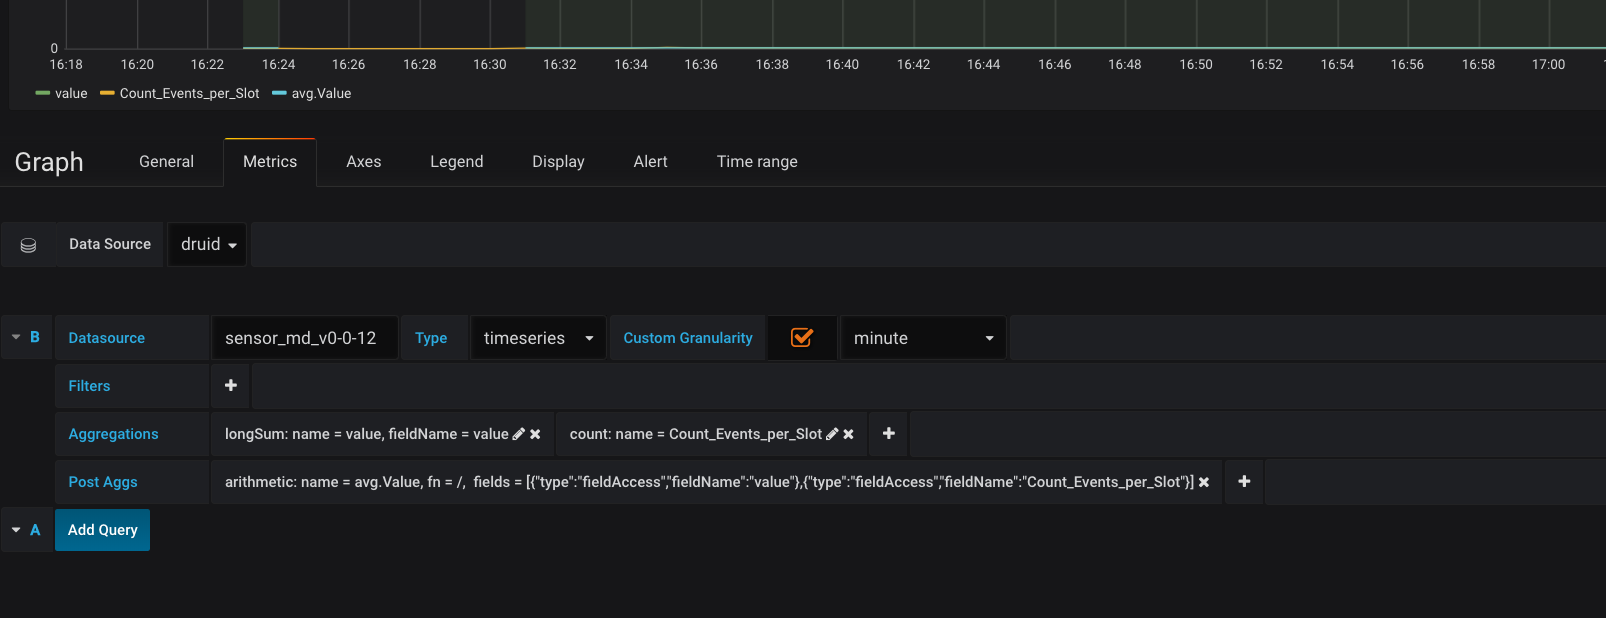 0
16:18 16:20 16:22 16:24 16:26 16:28 16:30 16:32 16:34 16:36 16:38 16:40 16:42 16:44 16:46 16:48 16:50 16:52 16:54 16:56 16:58 17:00
value Count_Events_per_Slot avg.Value
Graph General Metrics Axes Legend Display Alert Time range
Data Source druid
B Datasource sensor_md_v0-0-12 Type timeseries Custom Granularity minute
Filters
Aggregations longSum: name = value, fieldName = value count: name = Count_Events_per_Slot
Post Aggs arithmetic: name = avg.Value, fn = /, fields = [{"type":"fieldAccess","fieldName":"value"},{"type":"fieldAccess","fieldName":"Count_Events_per_Slot"}]
A Add Query